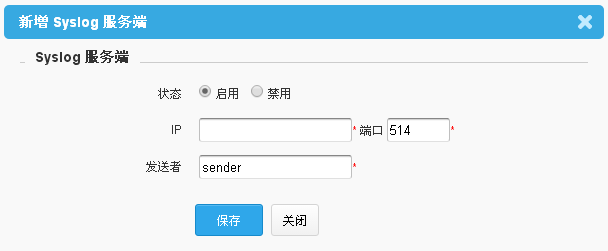 新增 Syslog 服务端
Syslog 服务端
状态 启用 禁用
IP * 端口 514 *
发送者 sender *
保存 关闭